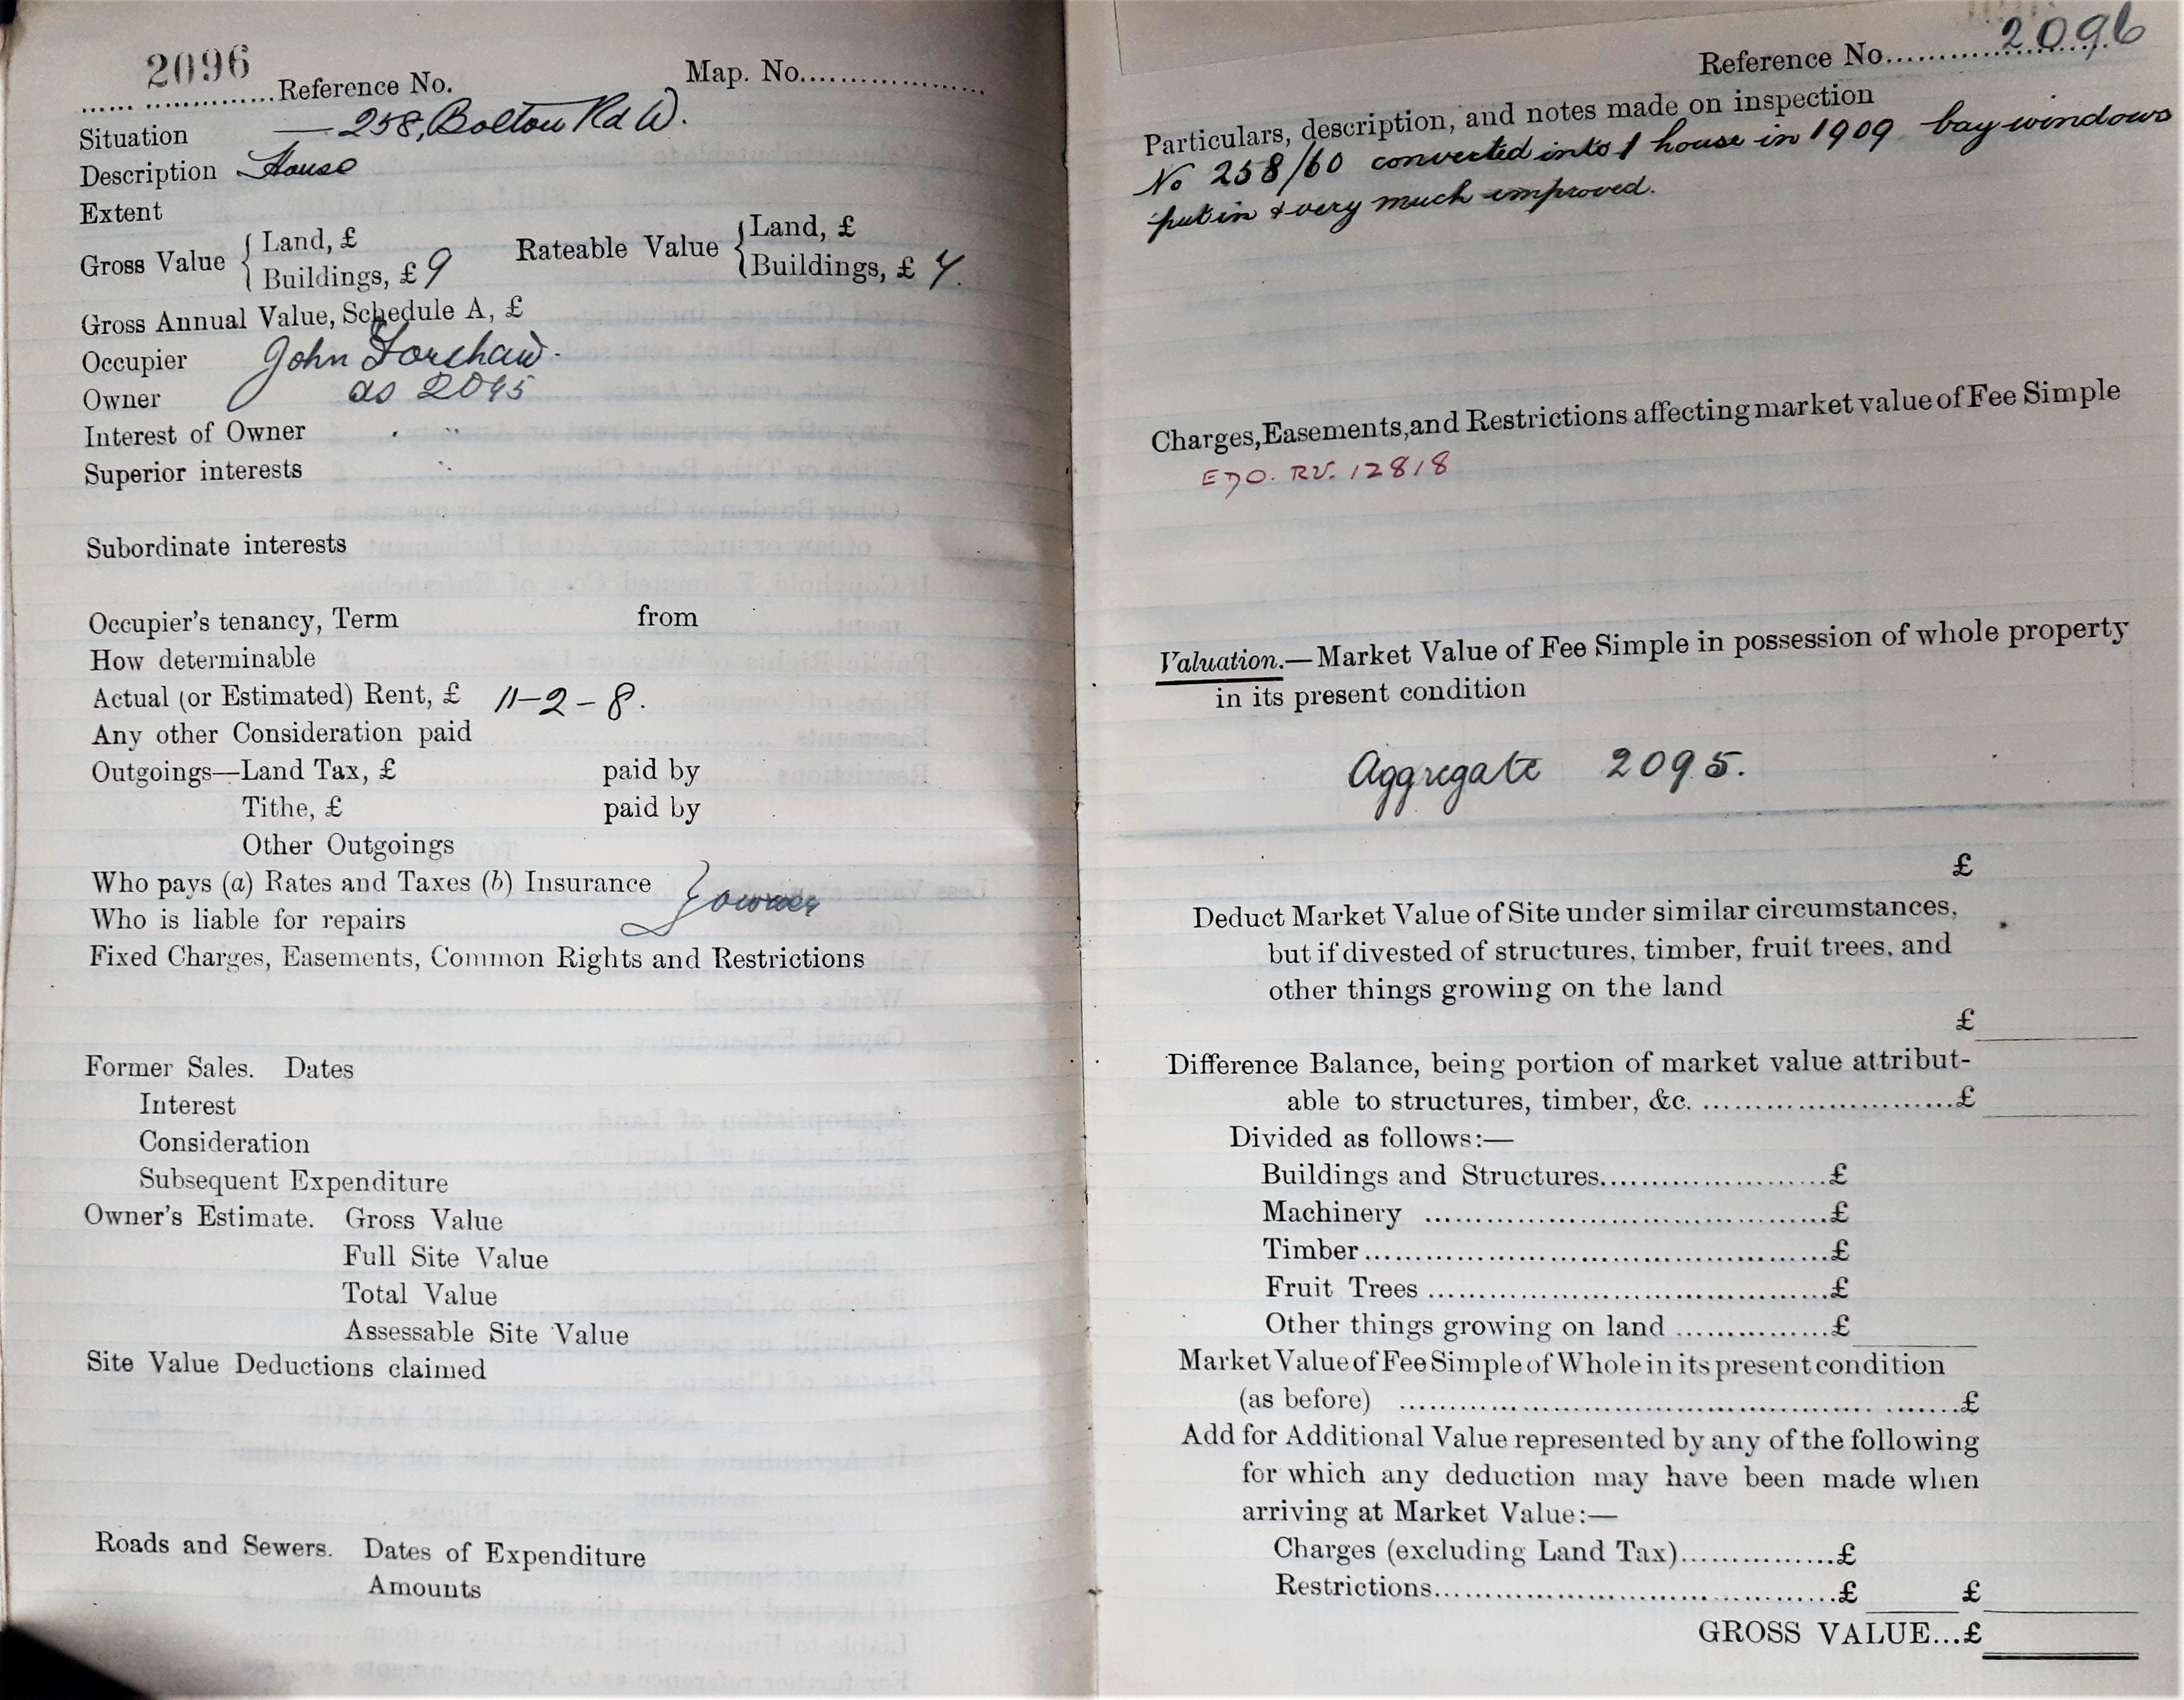 2096
Reference No. Map. No.
Situation — 258, Bolton Rd W.
Description House
Extent
Gross Value { Land, £
Buildings, £ 9
Rateable Value { Land, £
Buildings, £ 7.
Gross Annual Value, Schedule A, £
Occupier John Forshaw.
Owner as 2095
Interest of Owner " "
Superior interests "
Subordinate interests
Occupier's tenancy, Term from
How determinable
Actual (or Estimated) Rent, £ 11-2-8.
Any other Consideration paid
Outgoings—Land Tax, £ paid by
Tithe, £ paid by
Other Outgoings
Who pays (a) Rates and Taxes (b) Insurance } owner
Who is liable for repairs
Fixed Charges, Easements, Common Rights and Restrictions
Former Sales. Dates
Interest
Consideration
Subsequent Expenditure
Owner's Estimate. Gross Value
Full Site Value
Total Value
Assessable Site Value
Site Value Deductions claimed
Roads and Sewers. Dates of Expenditure
Amounts
Reference No. 2096
Particulars, description, and notes made on inspection
No 258/60 converted into 1 house in 1909 bay windows
put in & very much improved.
Charges, Easements, and Restrictions affecting market value of Fee Simple
RV. 12818
Valuation.—Market Value of Fee Simple in possession of whole property
in its present condition
Aggregate 2095.
£
Deduct Market Value of Site under similar circumstances,
but if divested of structures, timber, fruit trees, and
other things growing on the land
£
Difference Balance, being portion of market value attribut-
able to structures, timber, &c. £
Divided as follows:—
Buildings and Structures £
Machinery £
Timber £
Fruit Trees £
Other things growing on land £
Market Value of Fee Simple of Whole in its present condition
(as before) £
Add for Additional Value represented by any of the following
for which any deduction may have been made when
arriving at Market Value:—
Charges (excluding Land Tax) £
Restrictions £ £
GROSS VALUE...£